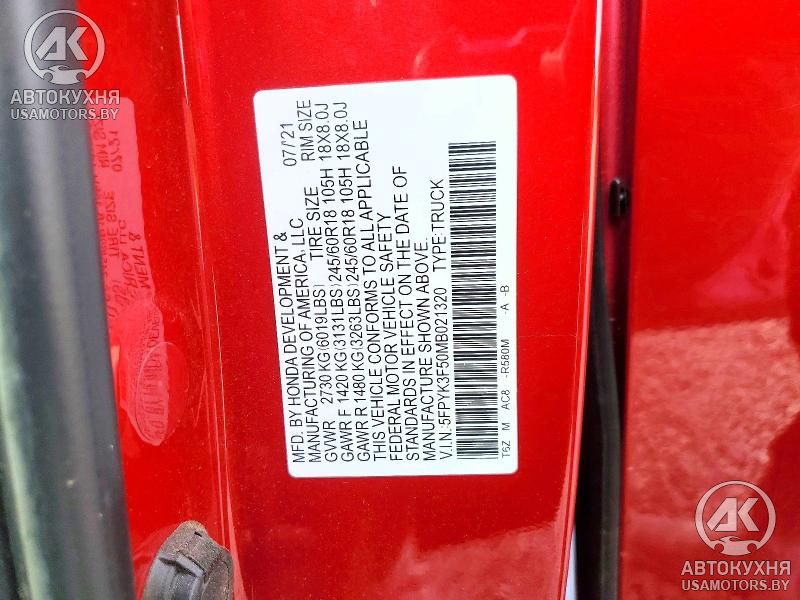 АВТОКУХНЯ
USAMOTORS.BY
MFD. BY HONDA DEVELOPMENT & 07/21
MANUFACTURING OF AMERICA, LLC
GVWR 2730 KG(6019LBS) TIRE SIZE RIM SIZE
GAWR F 1420 KG(3131LBS)245/60R18 105H 18X8.0J
GAWR R 1480 KG(3263LBS)245/60R18 105H 18X8.0J
THIS VEHICLE CONFORMS TO ALL APPLICABLE
FEDERAL MOTOR VEHICLE SAFETY
STANDARDS IN EFFECT ON THE DATE OF
MANUFACTURE SHOWN ABOVE.
V.I.N.:5FPYK3F50MB021320 TYPE:TRUCK
T6Z M AC8 -R580M -A -B
АВТОКУХНЯ
USAMOTORS.BY